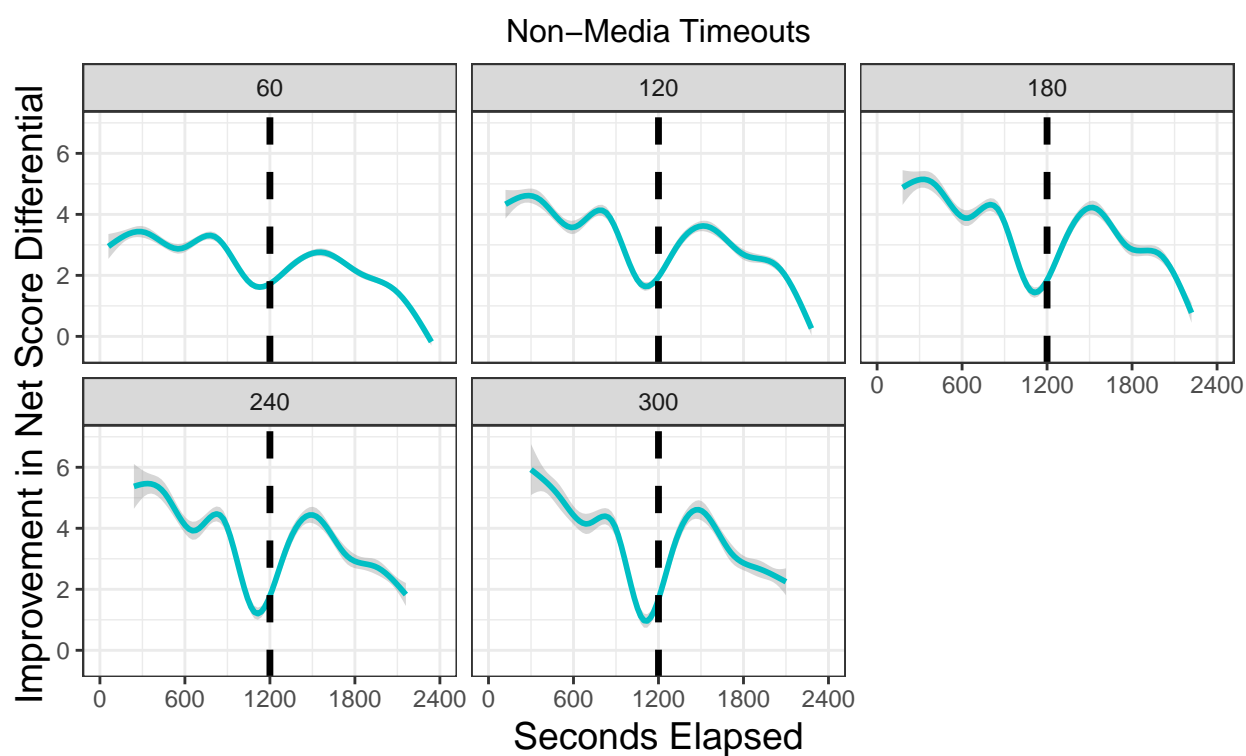 Non−Media Timeouts
Improvement in Net Score Differential
60
120
180
6
4
2
0
0 600 1200 1800 2400
240
300
6
4
2
0
0 600 1200 1800 2400
0 600 1200 1800 2400
Seconds Elapsed